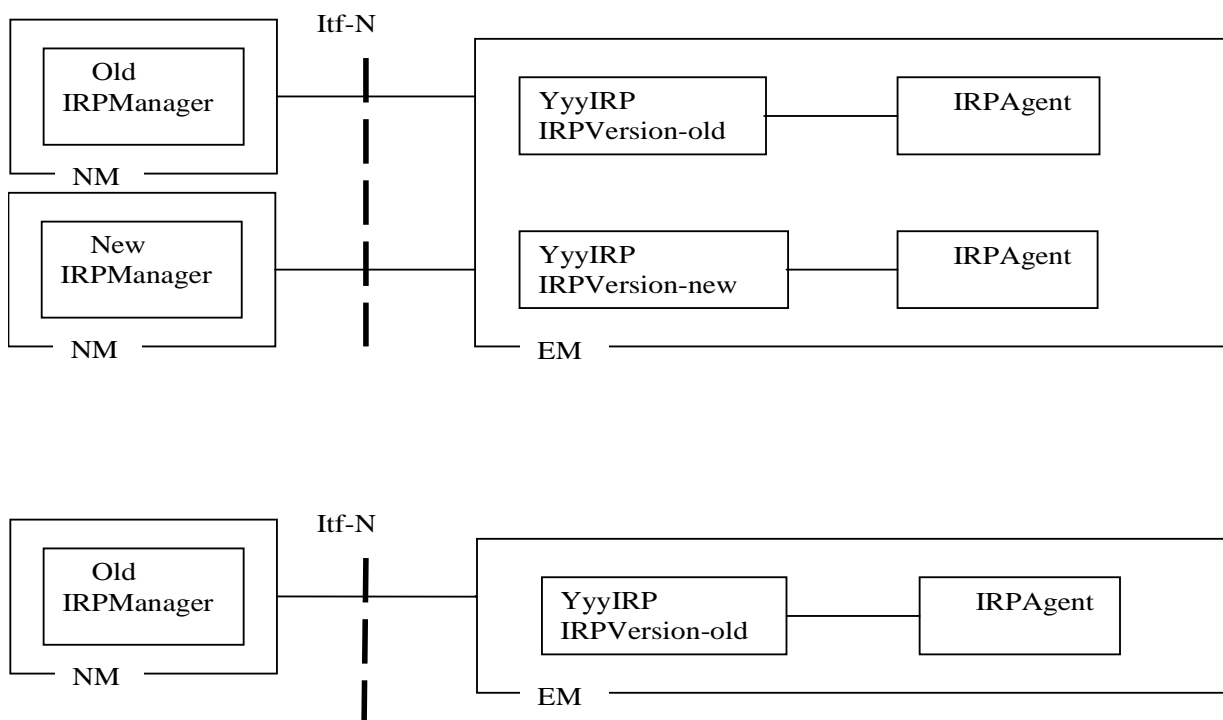 Itf-N
Old
IRPManager
NM
YyyIRP
IRPVersion-old
IRPAgent
New
IRPManager
NM
YyyIRP
IRPVersion-new
IRPAgent
EM
Itf-N
Old
IRPManager
NM
YyyIRP
IRPVersion-old
IRPAgent
EM